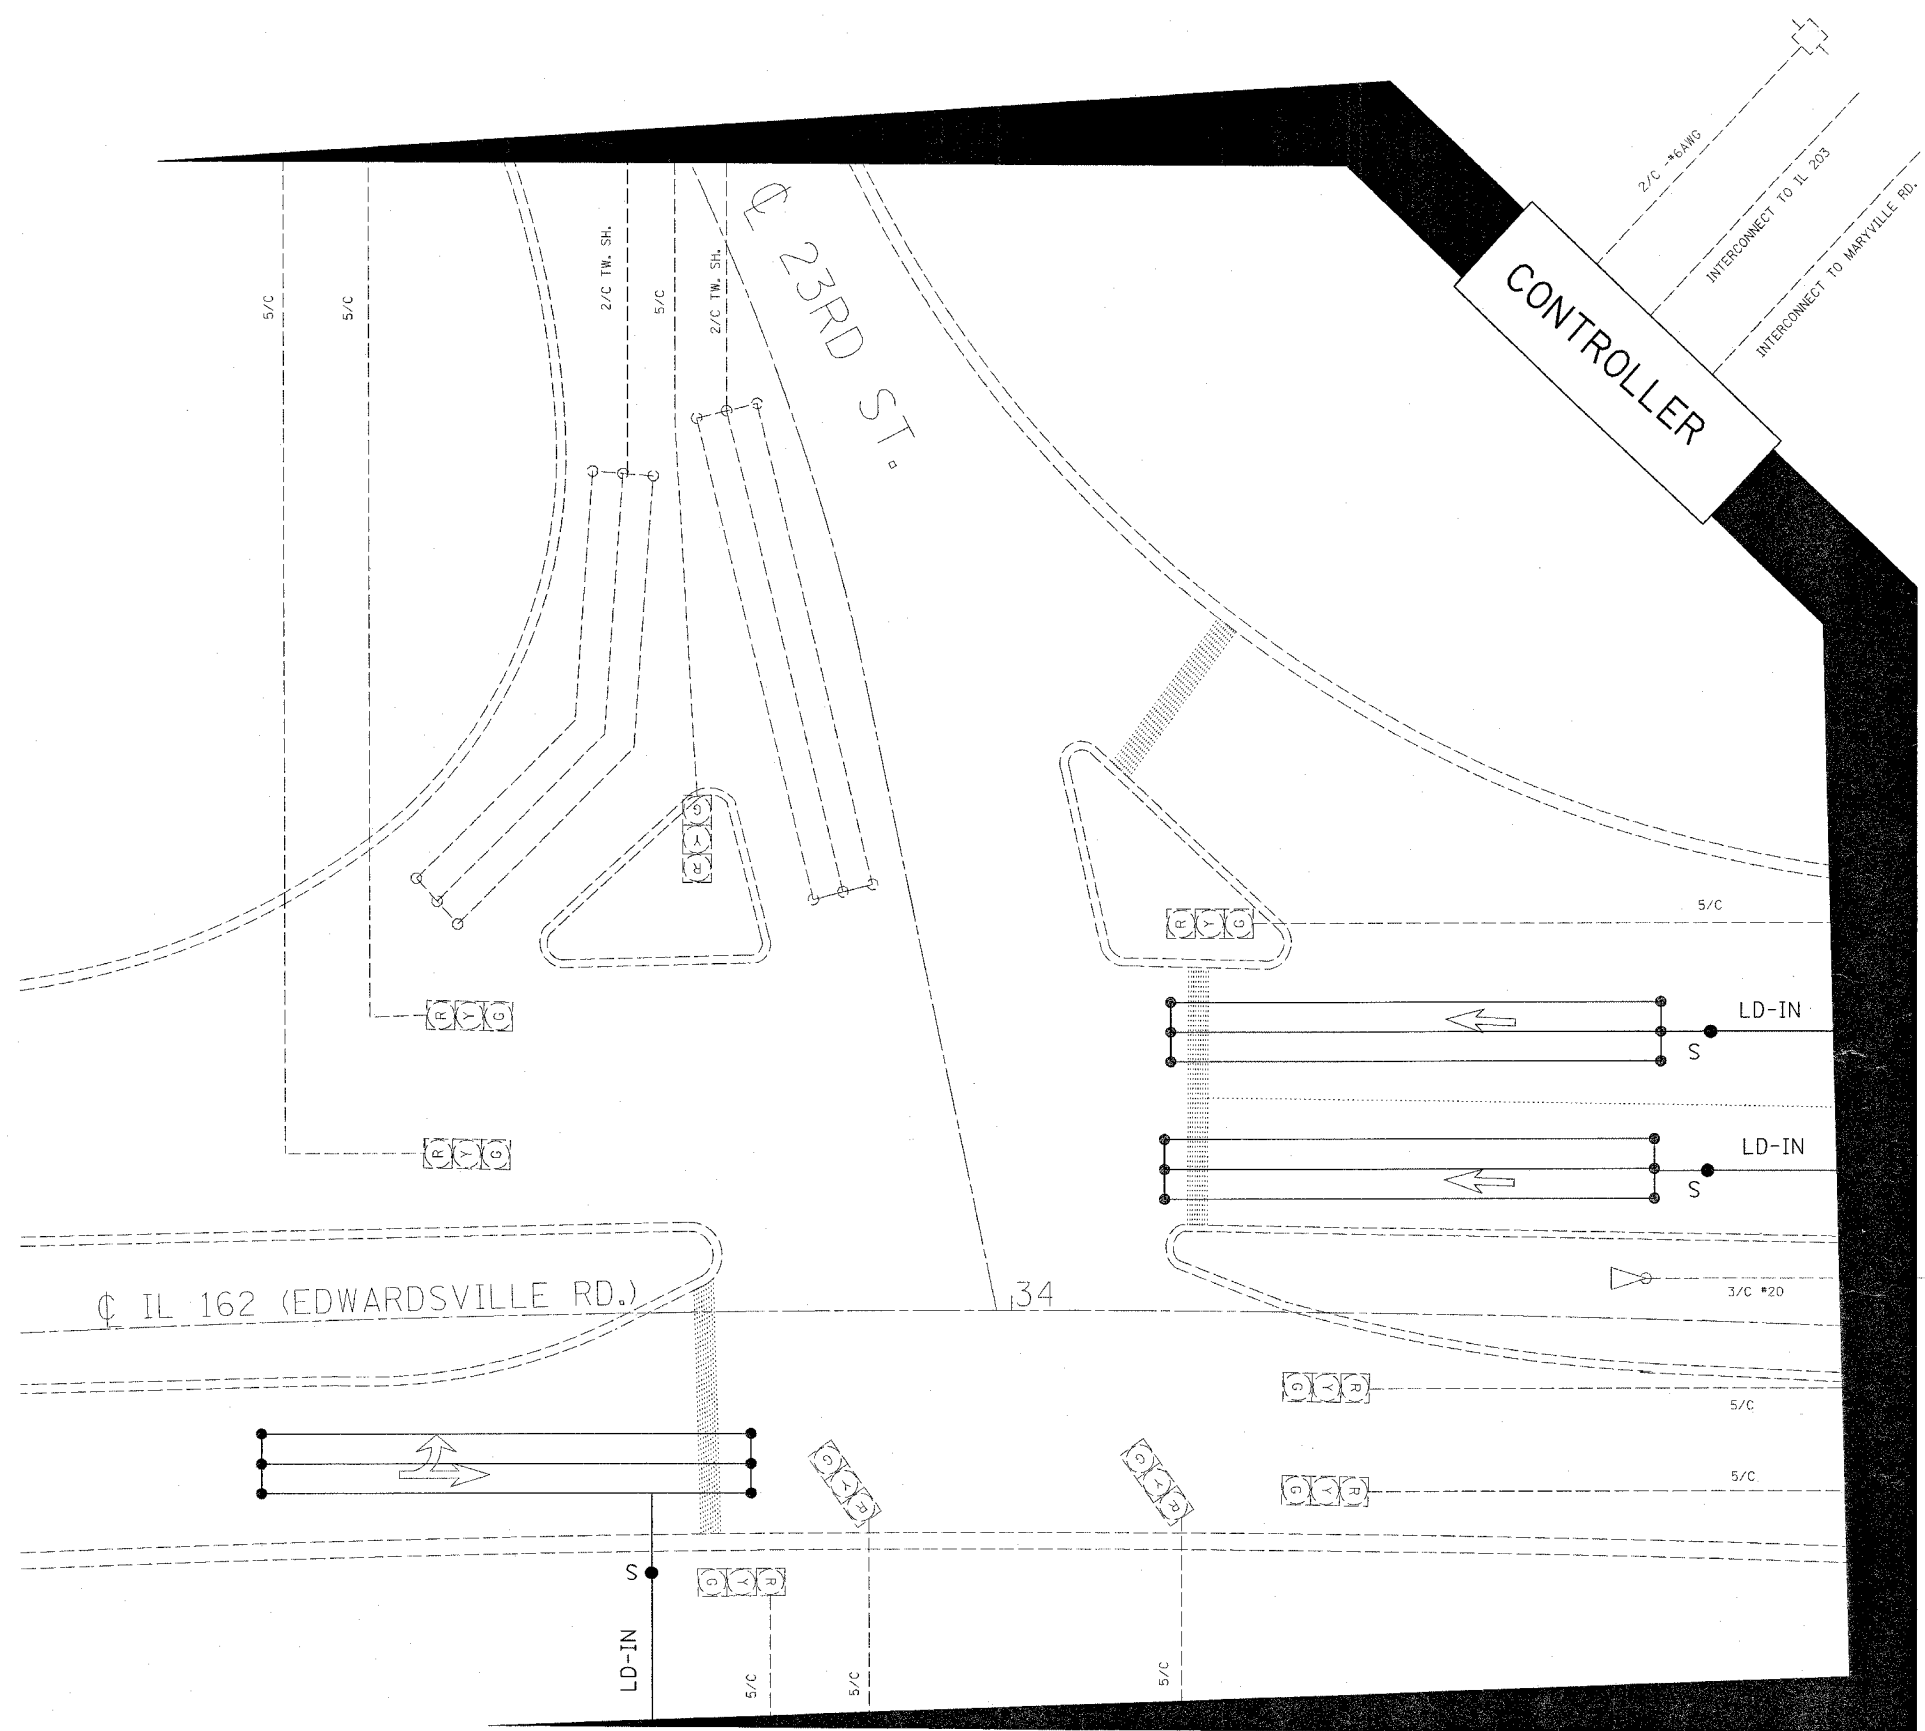 2/C -#6AWG
INTERCONNECT TO IL 203
INTERCONNECT TO MARYVILLE RD.
CONTROLLER
5/C
5/C
2/C TW. SH.
5/C
2/C TW. SH.
℄ 23RD ST.
G Y R
R Y G
5/C
R Y G
LD-IN
S
R Y G
LD-IN
S
℄ IL 162 (EDWARDSVILLE RD.)
34
3/C #20
G Y R
5/C
G Y R
G Y R
G Y R
5/C
S
G Y R
LD-IN
5/C
5/C
5/C